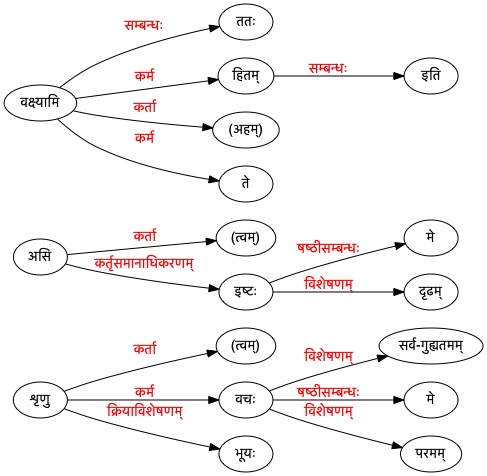 सम्बन्धः
ततः
कर्म
हितम्
सम्बन्धः
इति
वक्ष्यामि
कर्ता
(अहम्)
कर्म
ते
कर्ता
(त्वम्)
षष्ठीसम्बन्धः
मे
असि
कर्तृसमानाधिकरणम्
इष्टः
विशेषणम्
दृढम्
कर्ता
(त्वम्)
विशेषणम्
सर्व-गुह्यतमम्
शृणु
कर्म
वचः
षष्ठीसम्बन्धः
मे
क्रियाविशेषणम्
विशेषणम्
भूयः
परमम्